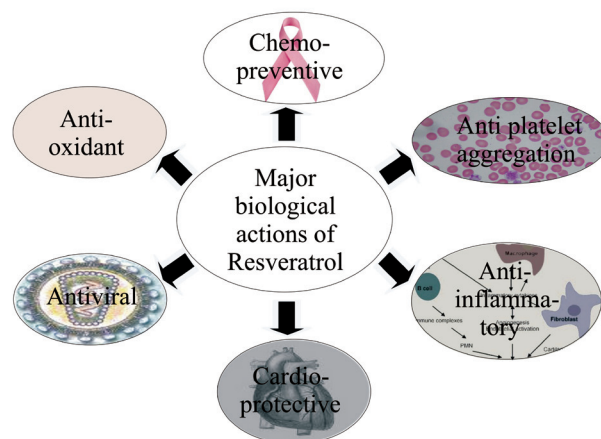 Chemo-
preventive
Anti-
oxidant
Anti platelet
aggregation
Major
biological
actions of
Resveratrol
Antiviral
Anti-
inflamma-
tory
Macrophage
B cell
Fibroblast
PMN
Cardio-
protective